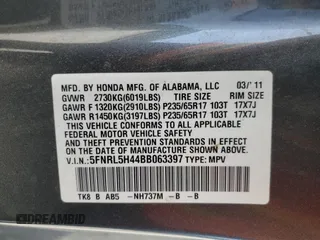 MFD. BY HONDA MFG. OF ALABAMA, LLC. 03/ 11
GVWR 2730KG(6019LBS) TIRE SIZE RIM SIZE
GAWR F 1320KG(2910LBS) P235/65R17 103T 17X7J
GAWR R1450KG(3197LBS) P235/65R17 103T 17X7J
THIS VEHICLE CONFORMS TO ALL APPLICABLE FEDERAL MOTOR VEHICLE SAFETY AND THEFT PREVENTION STANDARDS IN EFFECT ON THE DATE OF MANUFACTURE SHOWN ABOVE.
V.I.N.: 5FNRL5H44BB063397 TYPE: MPV
TK8 B AB5 -NH737M -B -B
DREAMBID